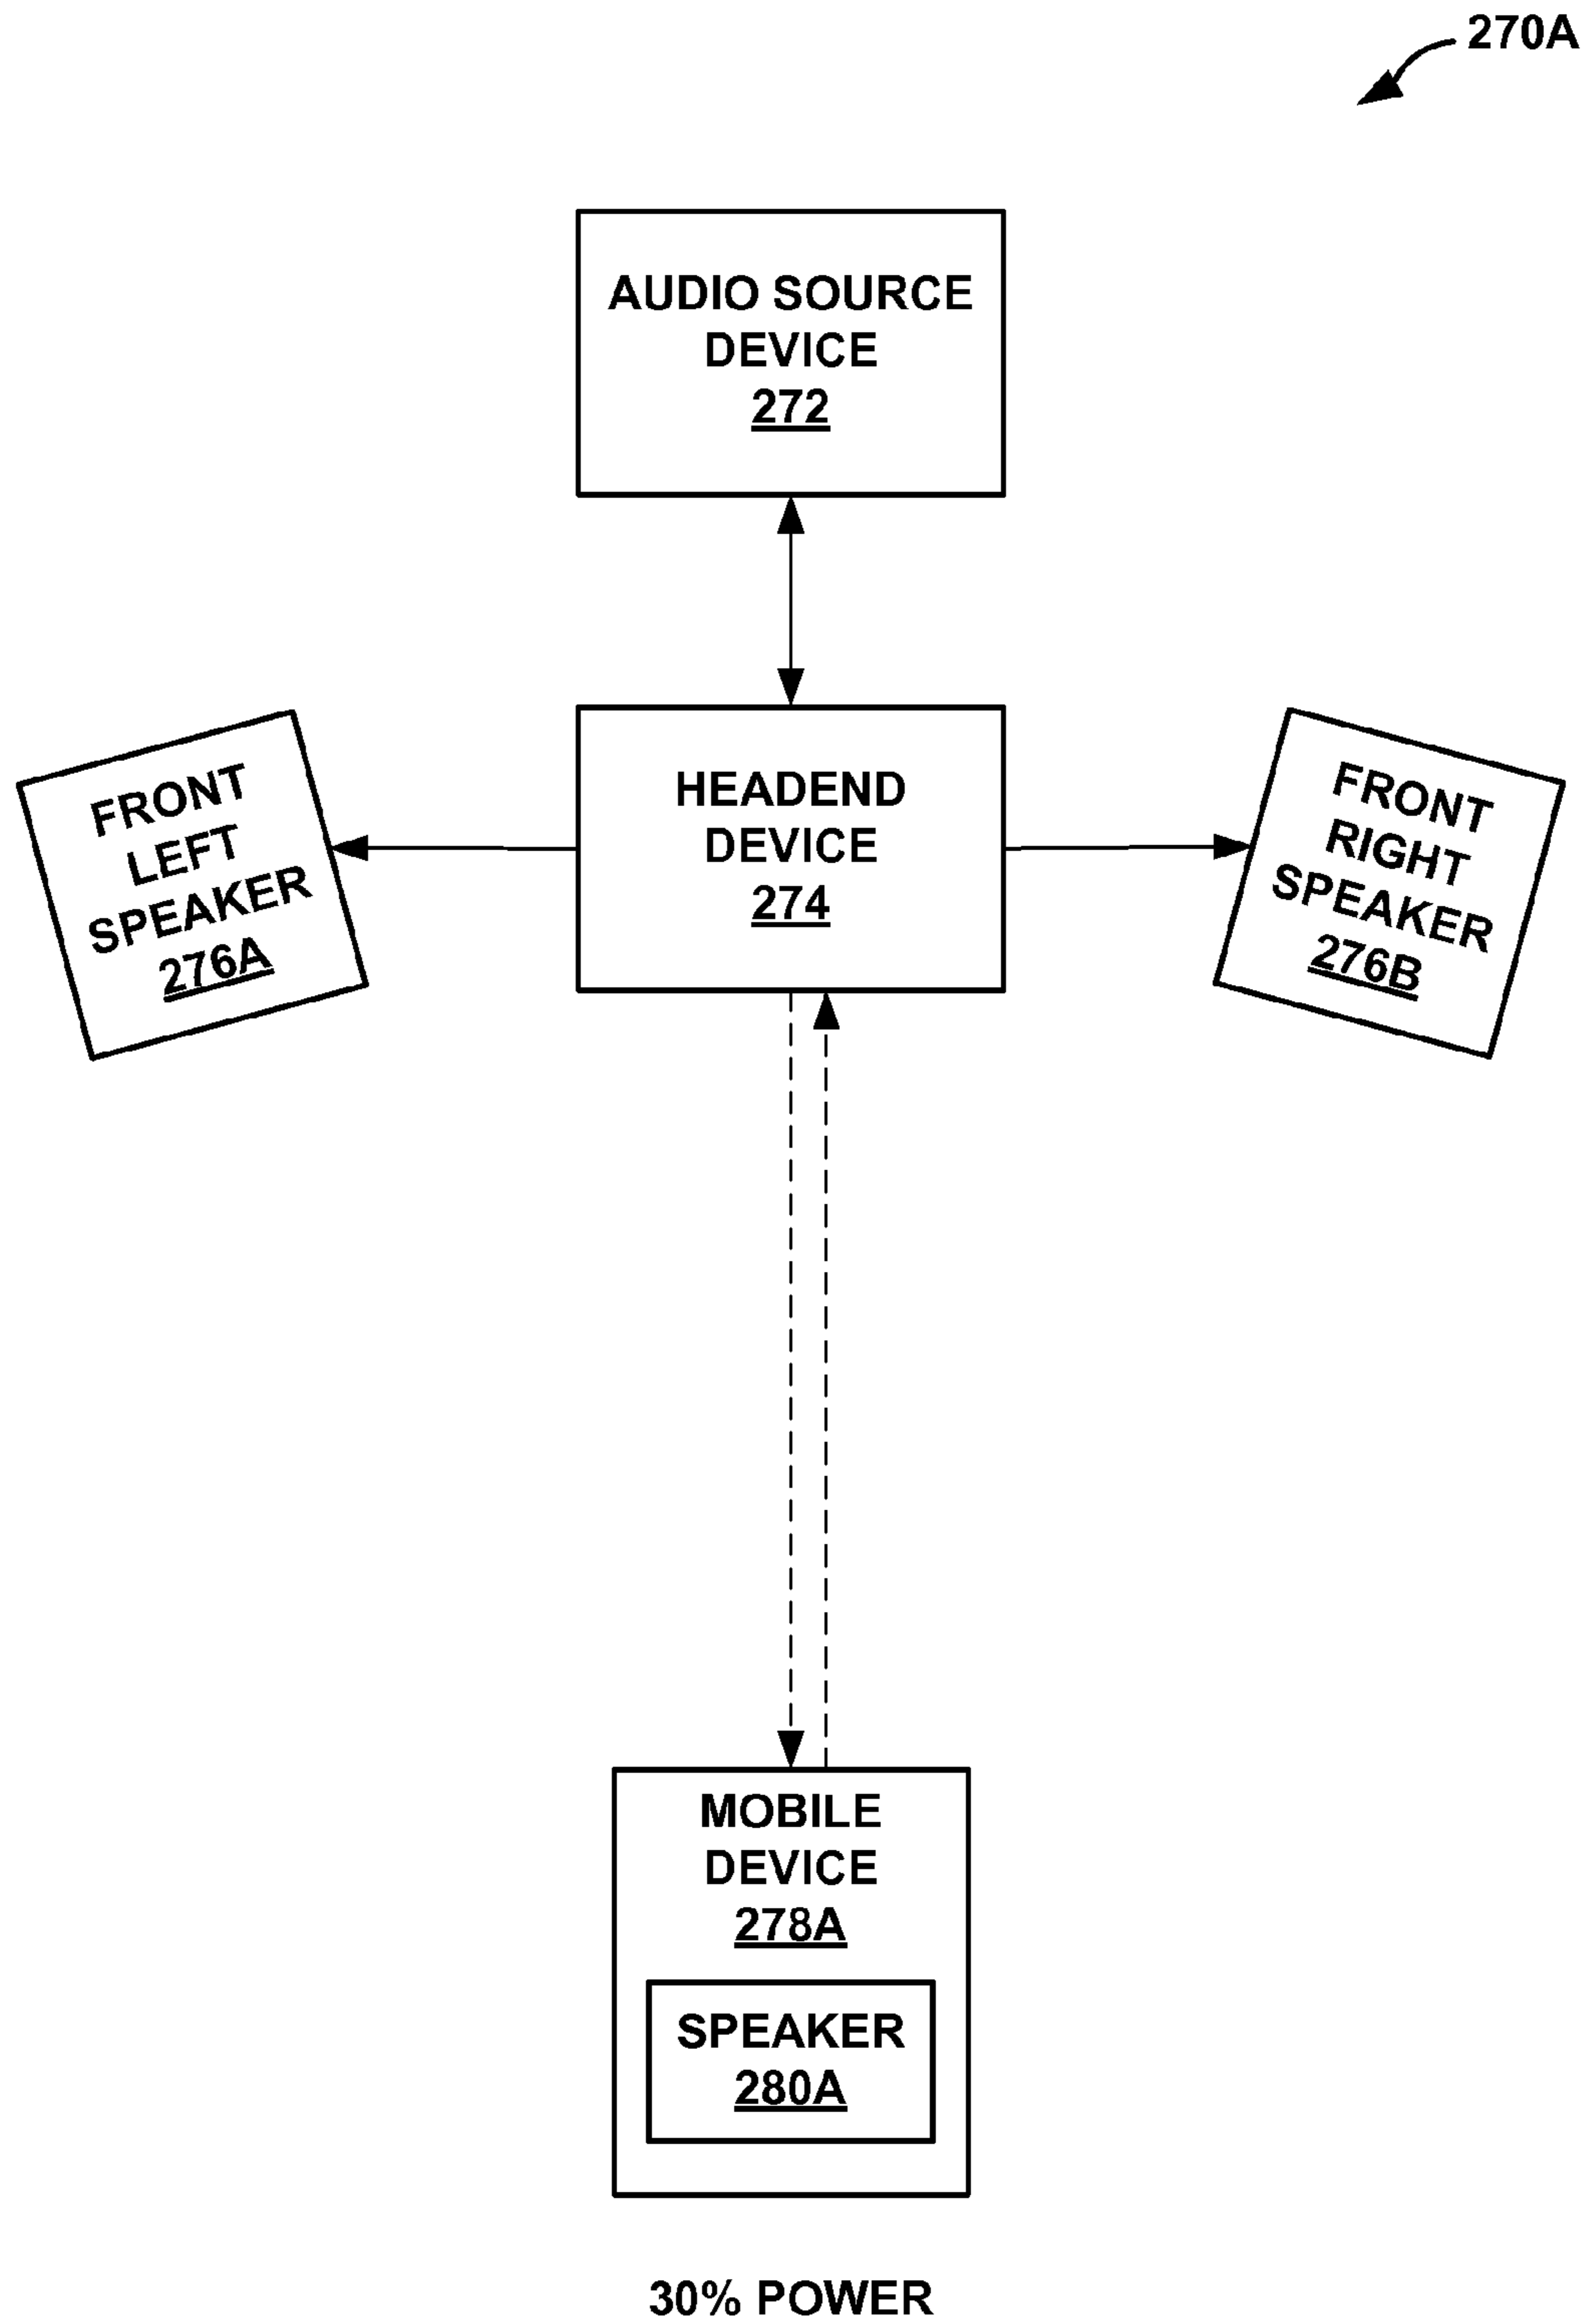 270A
AUDIO SOURCE
DEVICE
272
FRONT
LEFT
SPEAKER
276A
HEADEND
DEVICE
274
FRONT
RIGHT
SPEAKER
276B
MOBILE
DEVICE
278A
SPEAKER
280A
30% POWER